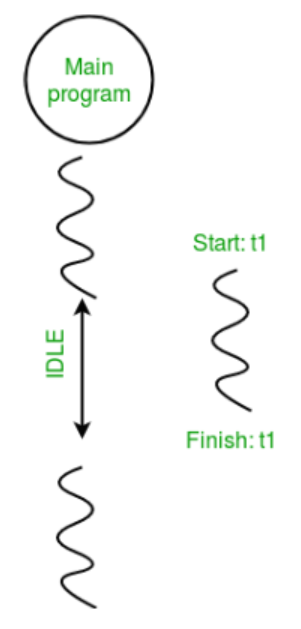 Main
program
Start: t1
IDLE
Finish: t1